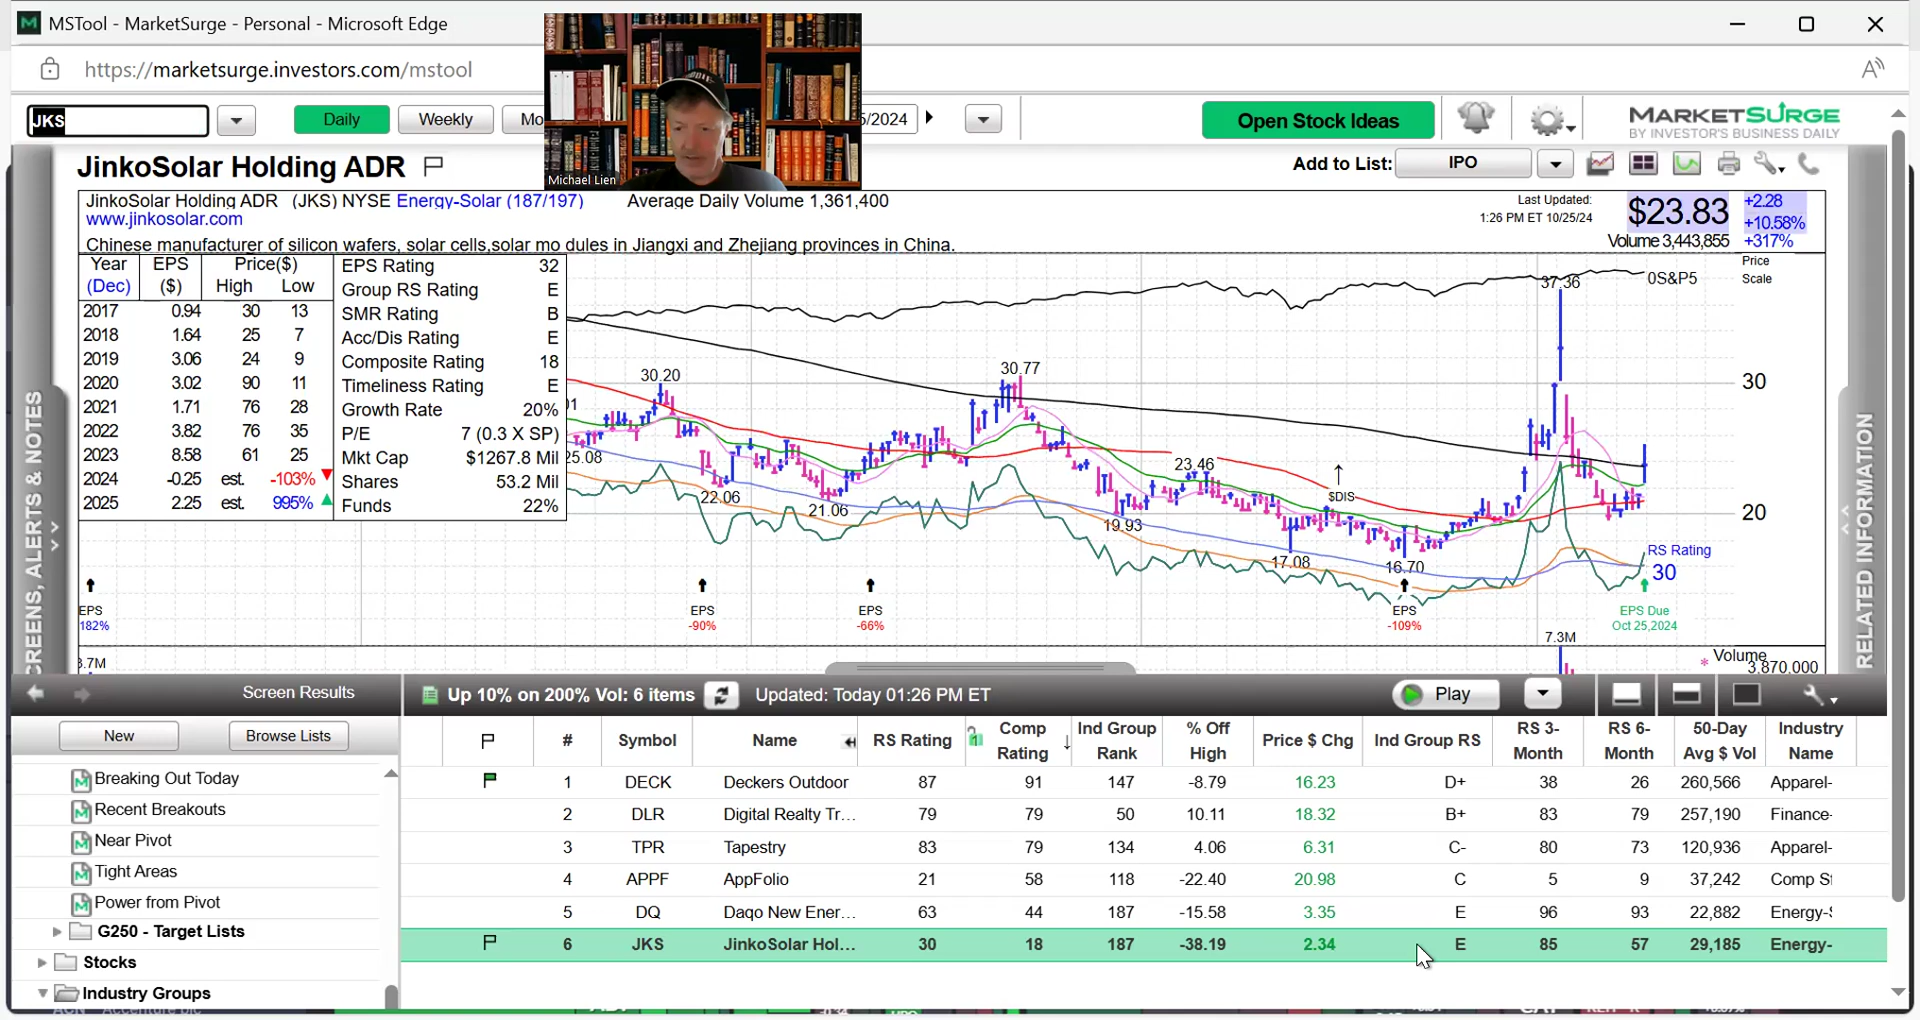 MSTool - MarketSurge - Personal - Microsoft Edge
https://marketsurge.investors.com/mstool
JKS
Daily
Weekly
Mo
5/2024
Open Stock Ideas
MARKETSURGE
BY INVESTOR'S BUSINESS DAILY
Michael Lien
JinkoSolar Holding ADR
Add to List:
IPO
JinkoSolar Holding ADR (JKS) NYSE Energy-Solar (187/197) Average Daily Volume 1,361,400
www.jinkosolar.com
Chinese manufacturer of silicon wafers, solar cells,solar mo dules in Jiangxi and Zhejiang provinces in China.
Last Updated:
1:26 PM ET 10/25/24
$23.83
+2.28
+10.58%
Volume 3,443,855
+317%
Year EPS Price($)
(Dec) ($) High Low
2017 0.94 30 13
2018 1.64 25 7
2019 3.06 24 9
2020 3.02 90 11
2021 1.71 76 28
2022 3.82 76 35
2023 8.58 61 25
2024 -0.25 est. -103%
2025 2.25 est. 995%
EPS Rating 32
Group RS Rating E
SMR Rating B
Acc/Dis Rating E
Composite Rating 18
Timeliness Rating E
Growth Rate 20%
P/E 7 (0.3 X SP)
Mkt Cap $1267.8 Mil
Shares 53.2 Mil
Funds 22%
Price
Scale
0S&P5
37.36
30.20
30.77
30
01
25.08
22.06
21.06
23.46
19.93
$DIS
17.08
16.70
20
RS Rating
30
EPS
182%
EPS
-90%
EPS
-66%
EPS
-109%
EPS Due
Oct 25,2024
7.3M
3.7M
Volume
3,870,000
SCREENS, ALERTS & NOTES
RELATED INFORMATION
Screen Results
Up 10% on 200% Vol: 6 items
Updated: Today 01:26 PM ET
Play
New
Browse Lists
Breaking Out Today
Recent Breakouts
Near Pivot
Tight Areas
Power from Pivot
G250 - Target Lists
Stocks
Industry Groups
# Symbol Name RS Rating Comp Rating Ind Group Rank % Off High Price $ Chg Ind Group RS RS 3-Month RS 6-Month 50-Day Avg $ Vol Industry Name
1 DECK Deckers Outdoor 87 91 147 -8.79 16.23 D+ 38 26 260,566 Apparel-
2 DLR Digital Realty Tr... 79 79 50 10.11 18.32 B+ 83 79 257,190 Finance-
3 TPR Tapestry 83 79 134 4.06 6.31 C- 80 73 120,936 Apparel-
4 APPF AppFolio 21 58 118 -22.40 20.98 C 5 9 37,242 Comp S
5 DQ Daqo New Ener... 63 44 187 -15.58 3.35 E 96 93 22,882 Energy-
6 JKS JinkoSolar Hol... 30 18 187 -38.19 2.34 E 85 57 29,185 Energy-